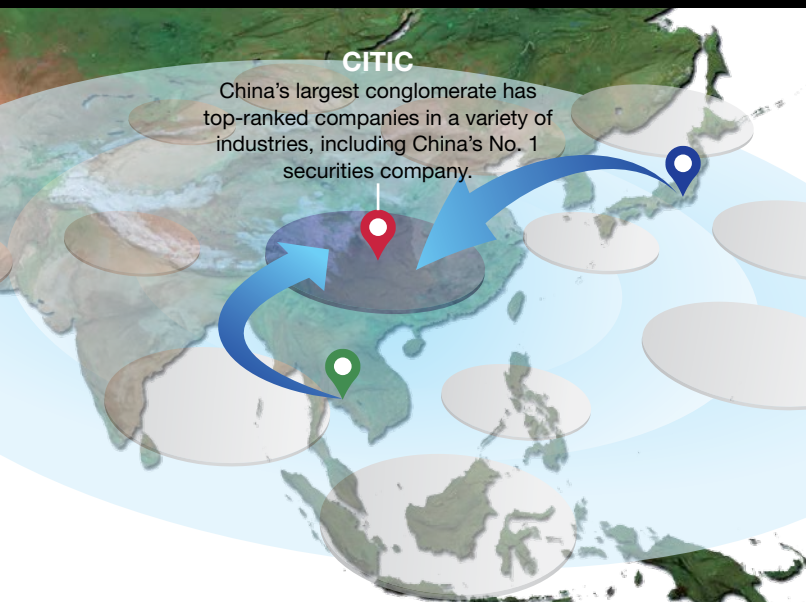 CITIC
China’s largest conglomerate has
top-ranked companies in a variety of
industries, including China’s No. 1
securities company.